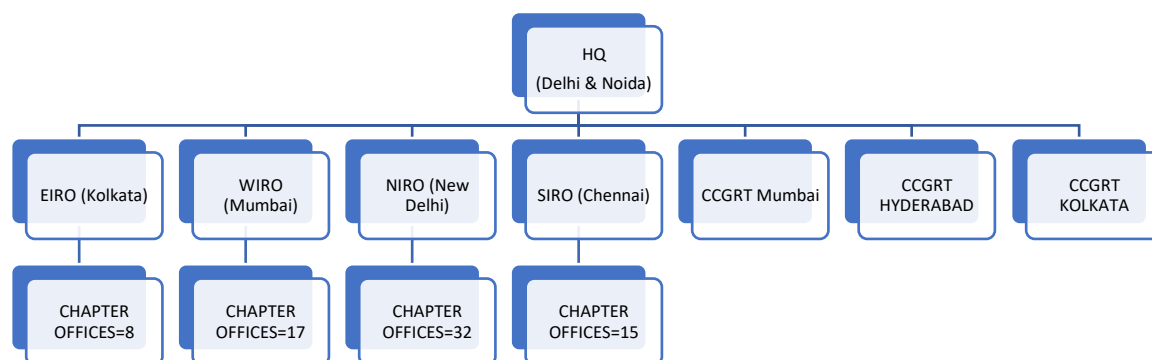 HQ
(Delhi & Noida)
EIRO (Kolkata)
WIRO
(Mumbai)
NIRO (New
Delhi)
SIRO (Chennai)
CCGRT Mumbai
CCGRT
HYDERABAD
CCGRT
KOLKATA
CHAPTER
OFFICES=8
CHAPTER
OFFICES=17
CHAPTER
OFFICES=32
CHAPTER
OFFICES=15